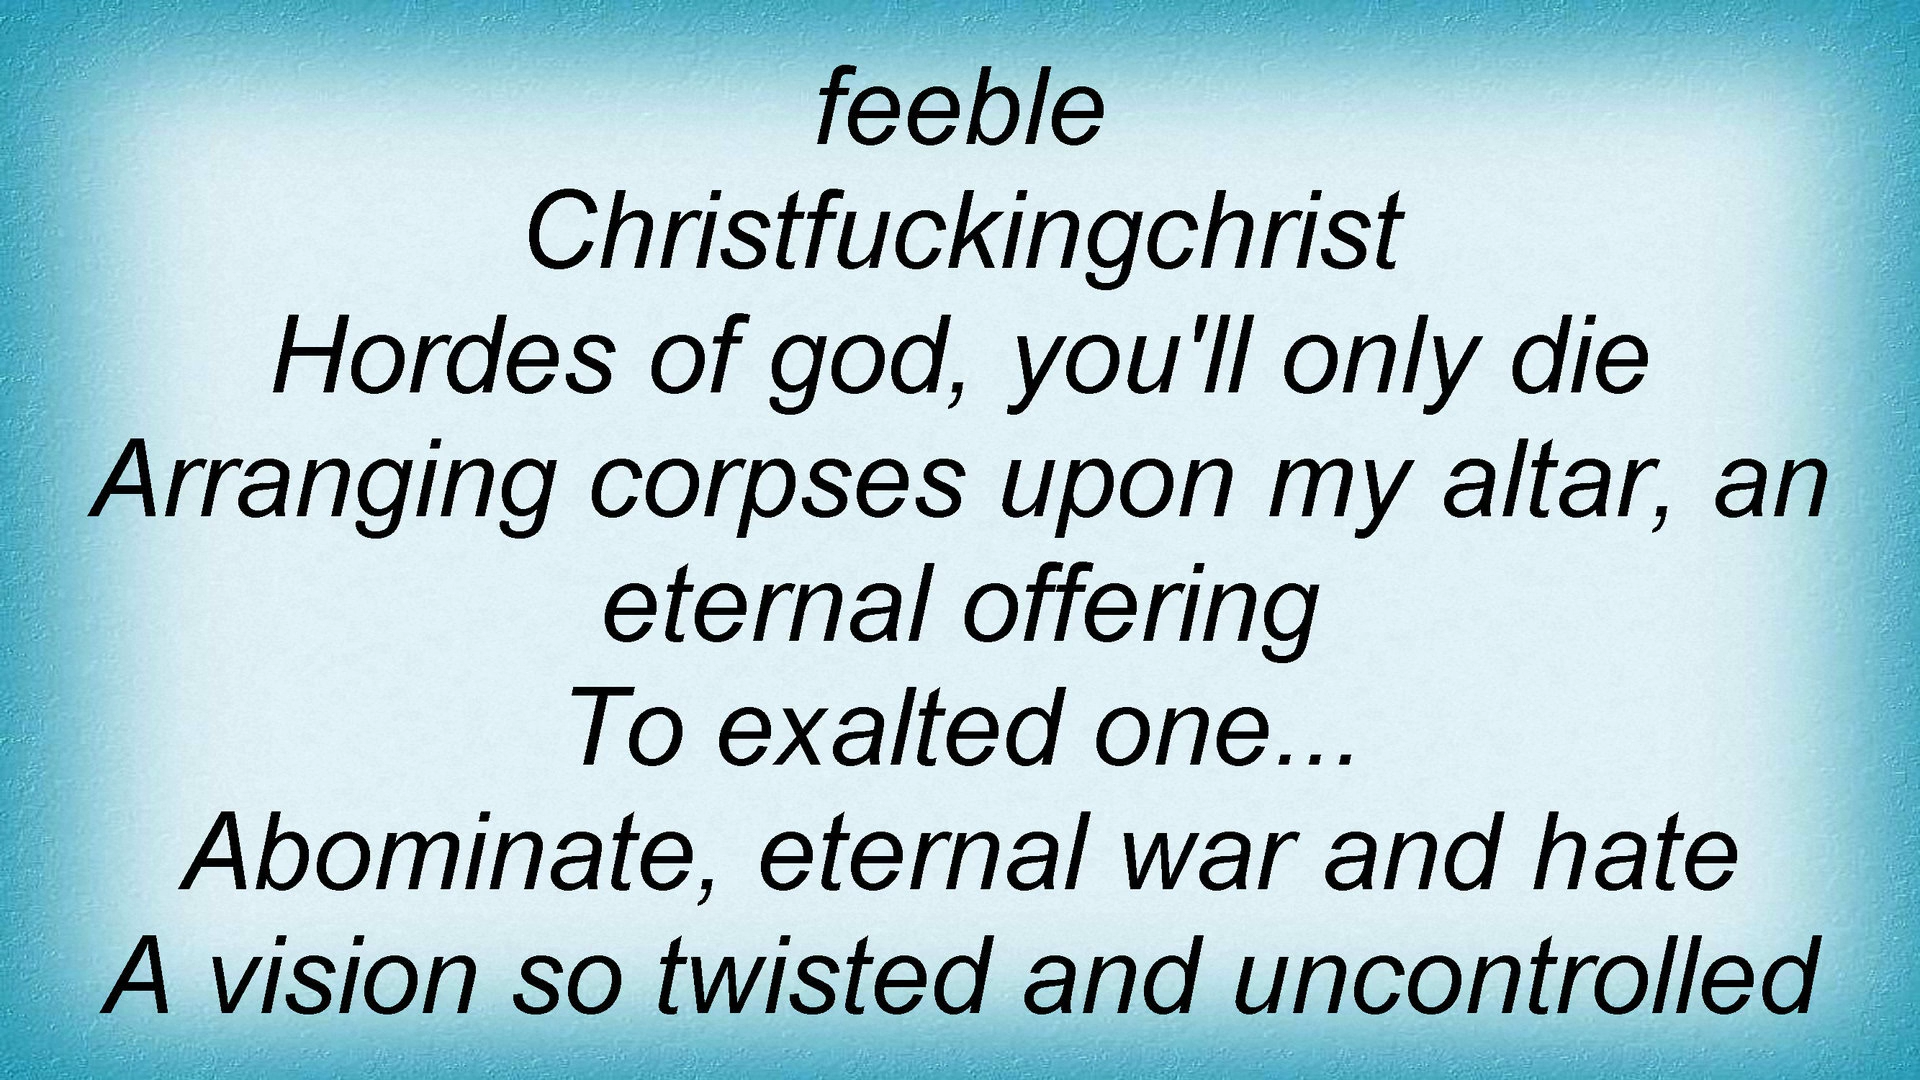 feeble
Christfuckingchrist
Hordes of god, you'll only die
Arranging corpses upon my altar, an
eternal offering
To exalted one...
Abominate, eternal war and hate
A vision so twisted and uncontrolled